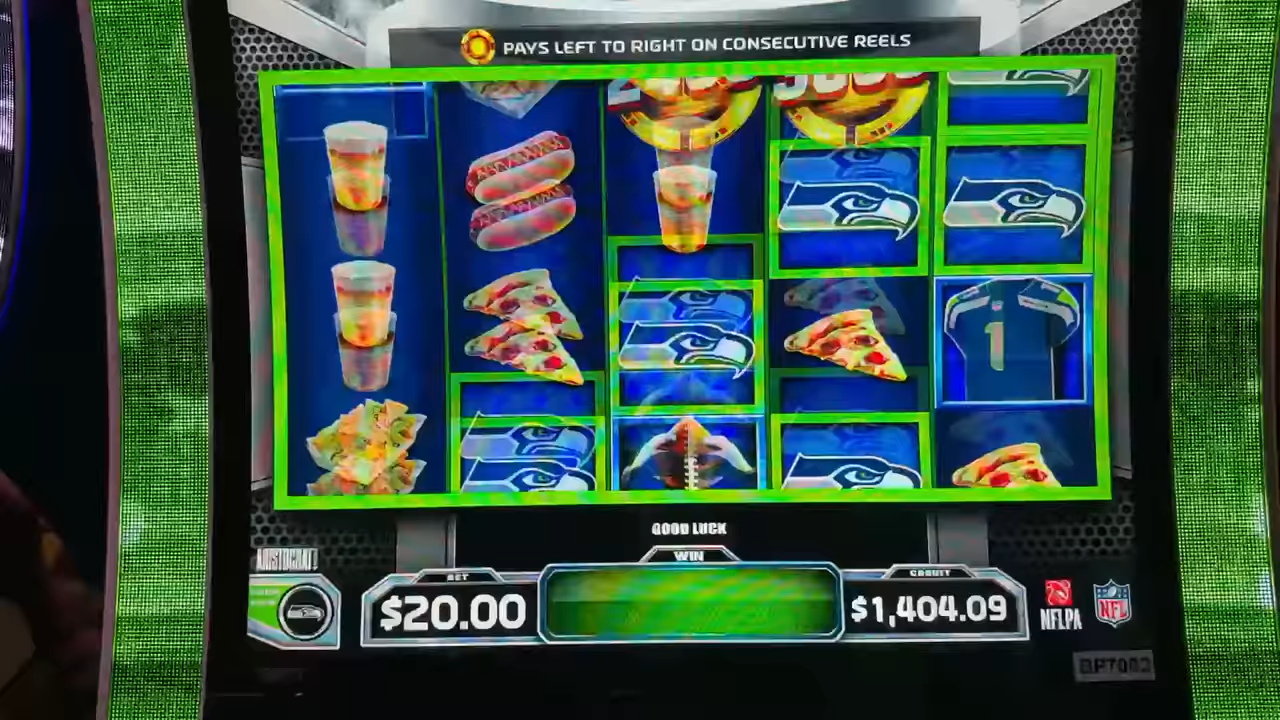 PAYS LEFT TO RIGHT ON CONSECUTIVE REELS
1
GOOD LUCK
ARISTOCRAT
BET
WIN
CREDIT
$20.00
$1,404.09
NFLPA
NFL